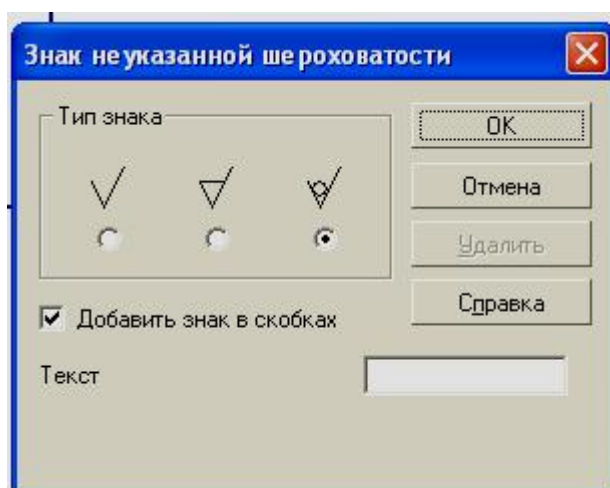 Знак неуказанной шероховатости
Тип знака
OK
Отмена
Удалить
Справка
Добавить знак в скобках
Текст